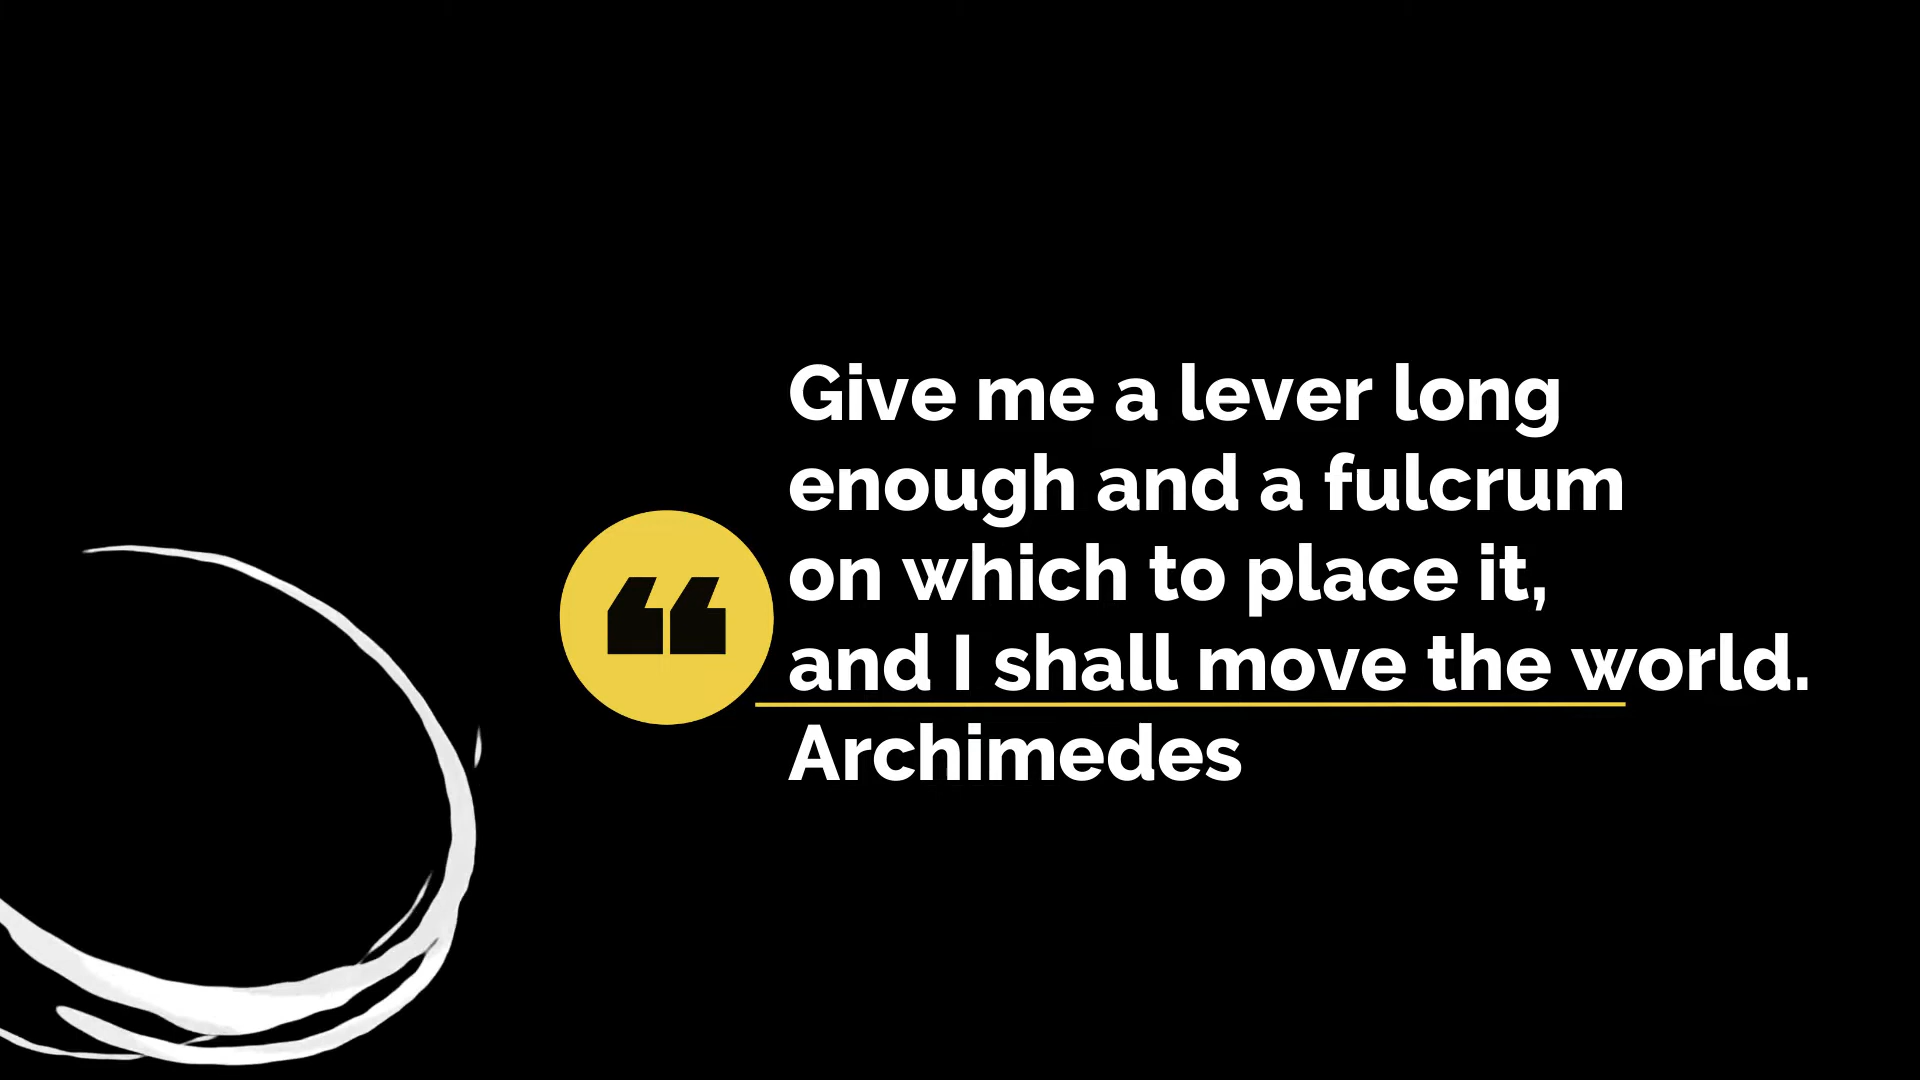 Give me a lever long
enough and a fulcrum
on which to place it,
and I shall move the world.
Archimedes